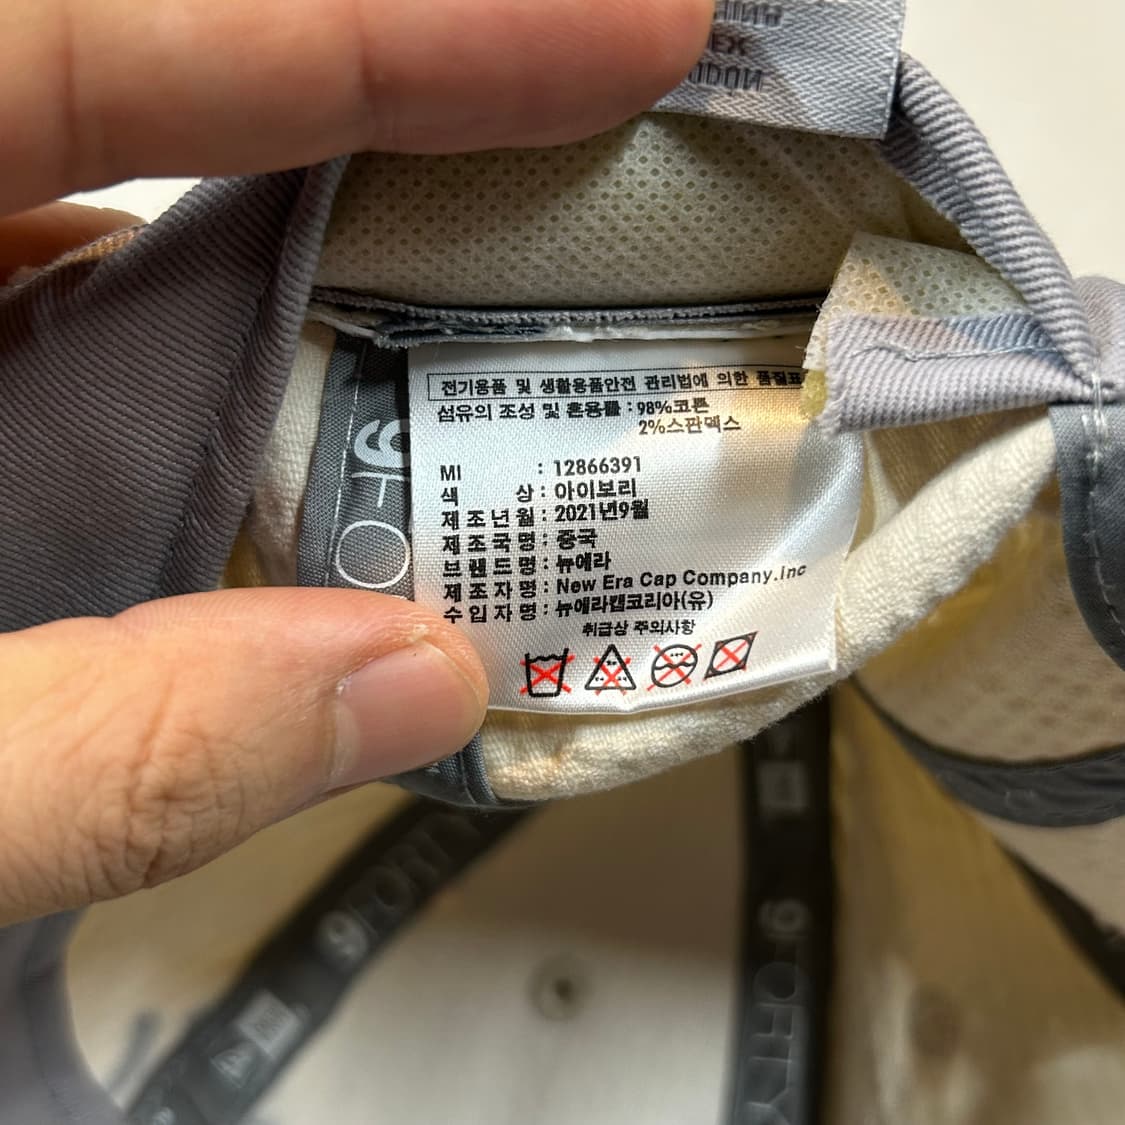 전기용품 및 생활용품안전 관리법에 의한 품질표
섬유의 조성 및 혼용률 : 98%코튼
2%스판덱스
MI : 12866391
색 상 : 아이보리
제조년월 : 2021년9월
제조국명 : 중국
브랜드명 : 뉴에라
제조자명 : New Era Cap Company.Inc
수입자명 : 뉴에라캡코리아(유)
취급상 주의사항
9FO
9FORTY
9FORTY